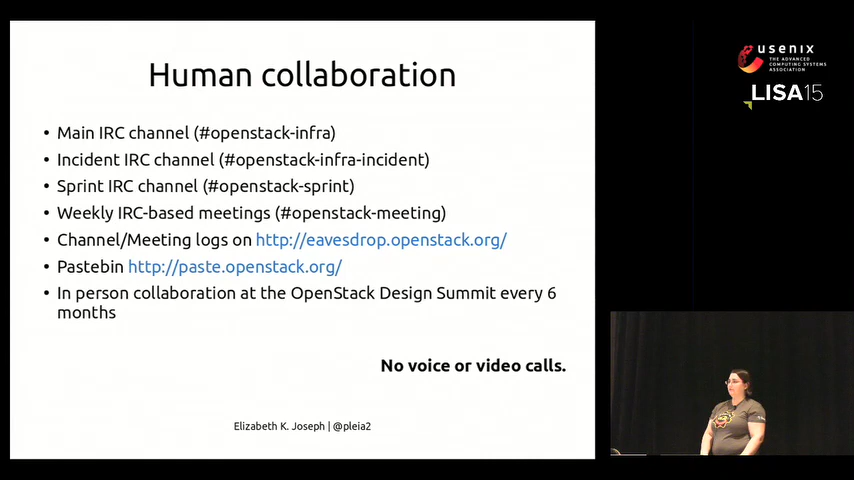 Human collaboration
• Main IRC channel (#openstack-infra)
• Incident IRC channel (#openstack-infra-incident)
• Sprint IRC channel (#openstack-sprint)
• Weekly IRC-based meetings (#openstack-meeting)
• Channel/Meeting logs on http://eavesdrop.openstack.org/
• Pastebin http://paste.openstack.org/
• In person collaboration at the OpenStack Design Summit every 6
months
No voice or video calls.
Elizabeth K. Joseph | @pleia2
usenix
THE ADVANCED
COMPUTING SYSTEMS
ASSOCIATION
LISA15